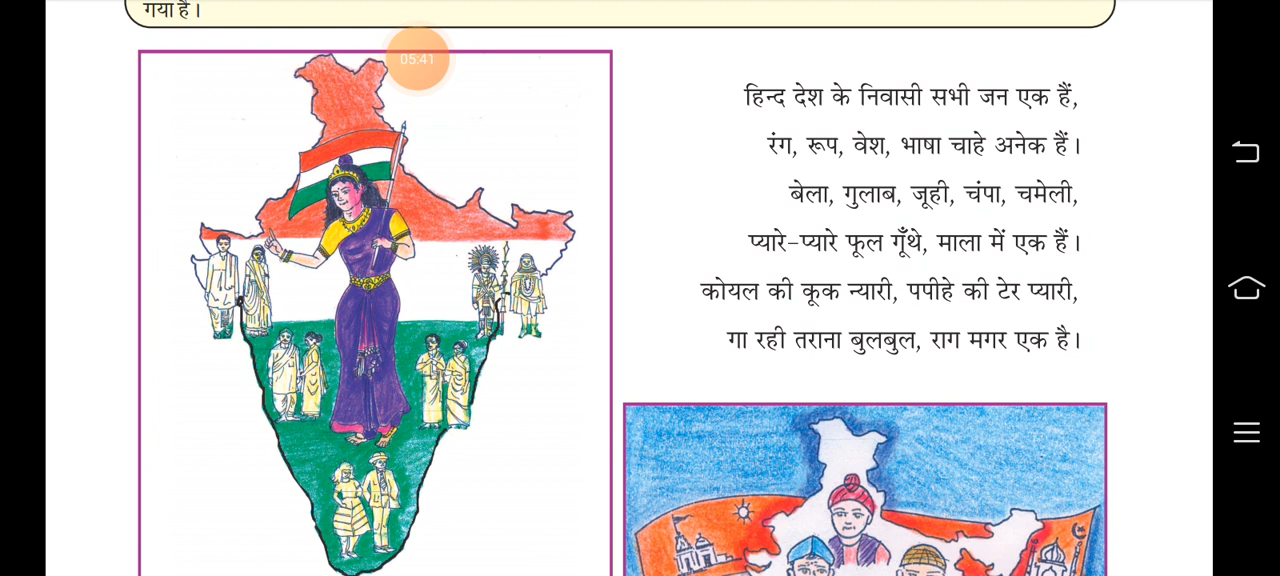 गया है।
05:41
हिन्द देश के निवासी सभी जन एक हैं,
रंग, रूप, वेश, भाषा चाहे अनेक हैं।
बेला, गुलाब, जूही, चंपा, चमेली,
प्यारे-प्यारे फूल गूँथे, माला में एक हैं।
कोयल की कूक न्यारी, पपीहे की टेर प्यारी,
गा रही तराना बुलबुल, राग मगर एक है।